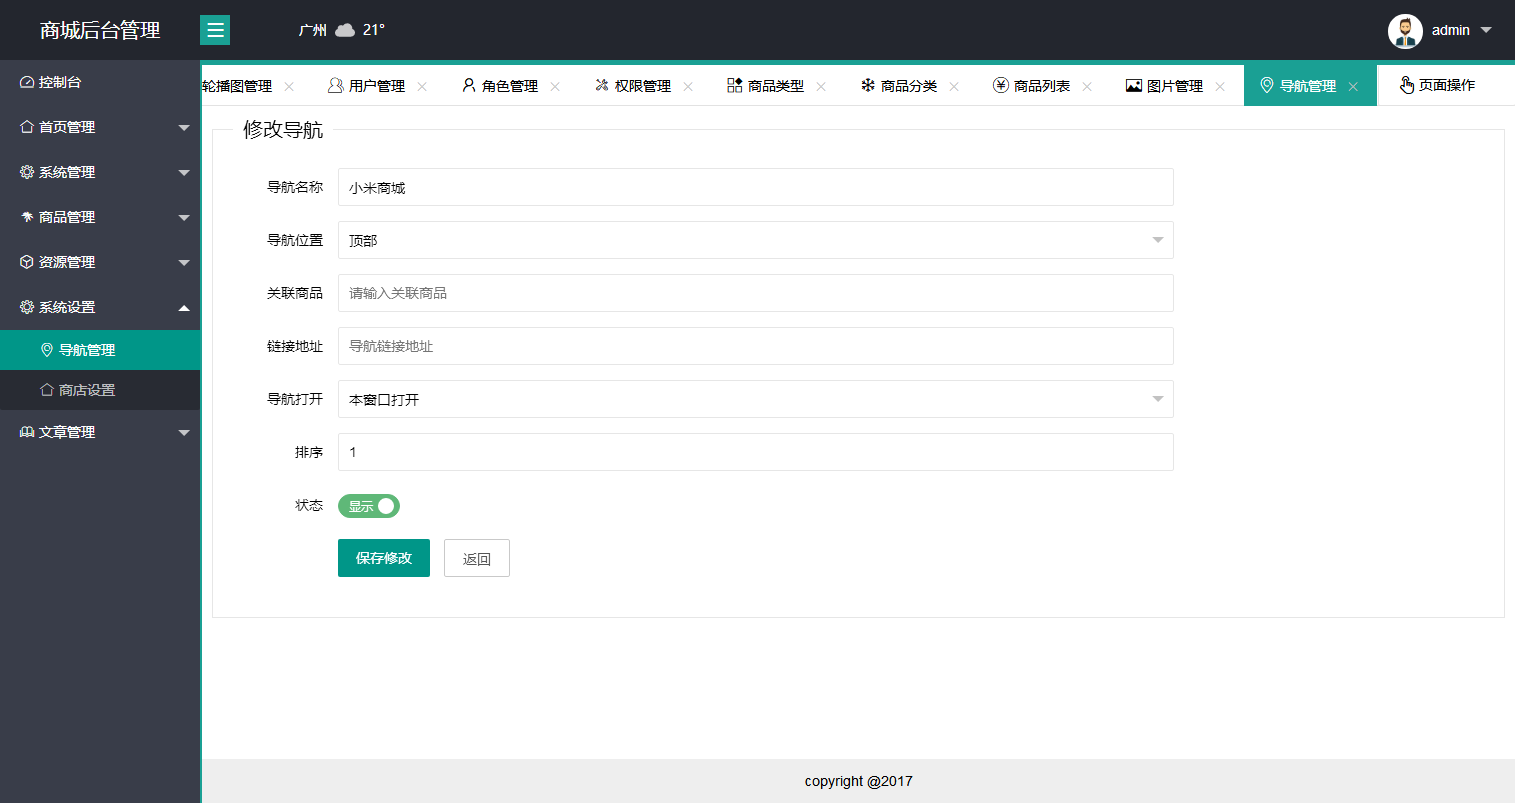 商城后台管理
广州 21°
admin
控制台
首页管理
系统管理
商品管理
资源管理
系统设置
导航管理
商店设置
文章管理
轮播图管理 用户管理 角色管理 权限管理 商品类型 商品分类 商品列表 图片管理 导航管理 页面操作
修改导航
导航名称 小米商城
导航位置 顶部
关联商品 请输入关联商品
链接地址 导航链接地址
导航打开 本窗口打开
排序 1
状态 显示
保存修改 返回
copyright @2017